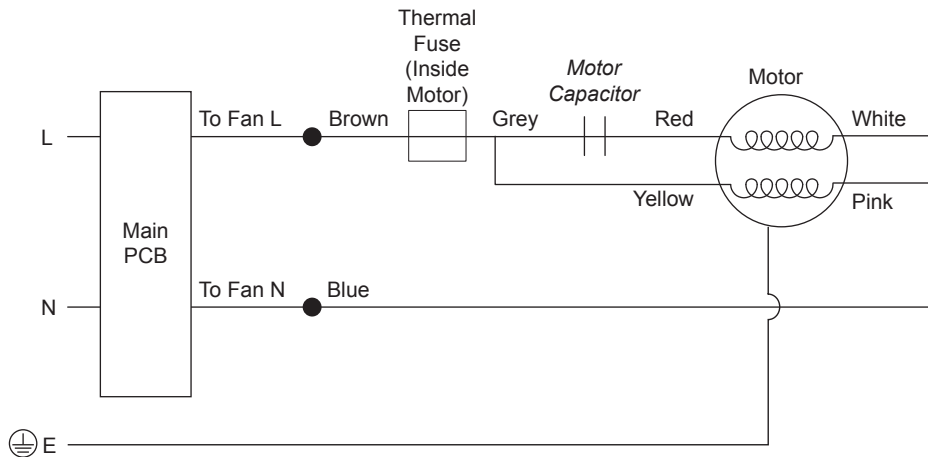 Thermal
Fuse
(Inside
Motor)
Motor
Capacitor
Motor
L
To Fan L
Brown
Grey
Red
White
Yellow
Pink
Main
PCB
N
To Fan N
Blue
E